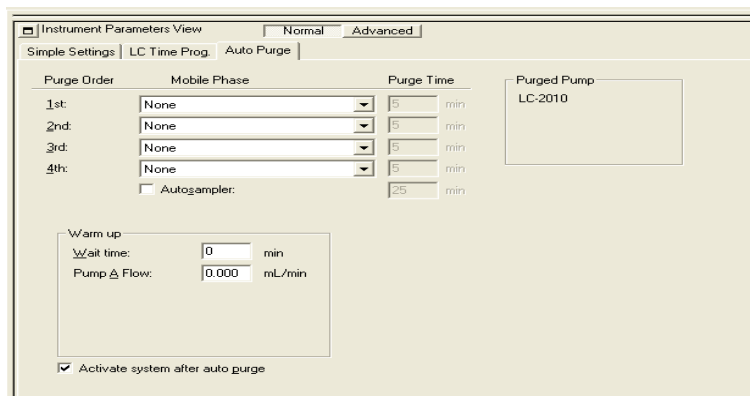 Instrument Parameters View Normal Advanced
Simple Settings LC Time Prog. Auto Purge
Purge Order Mobile Phase Purge Time Purged Pump
1st: None 5 min LC-2010
2nd: None 5 min
3rd: None 5 min
4th: None 5 min
Autosampler: 25 min
Warm up
Wait time: 0 min
Pump A Flow: 0.000 mL/min
Activate system after auto purge